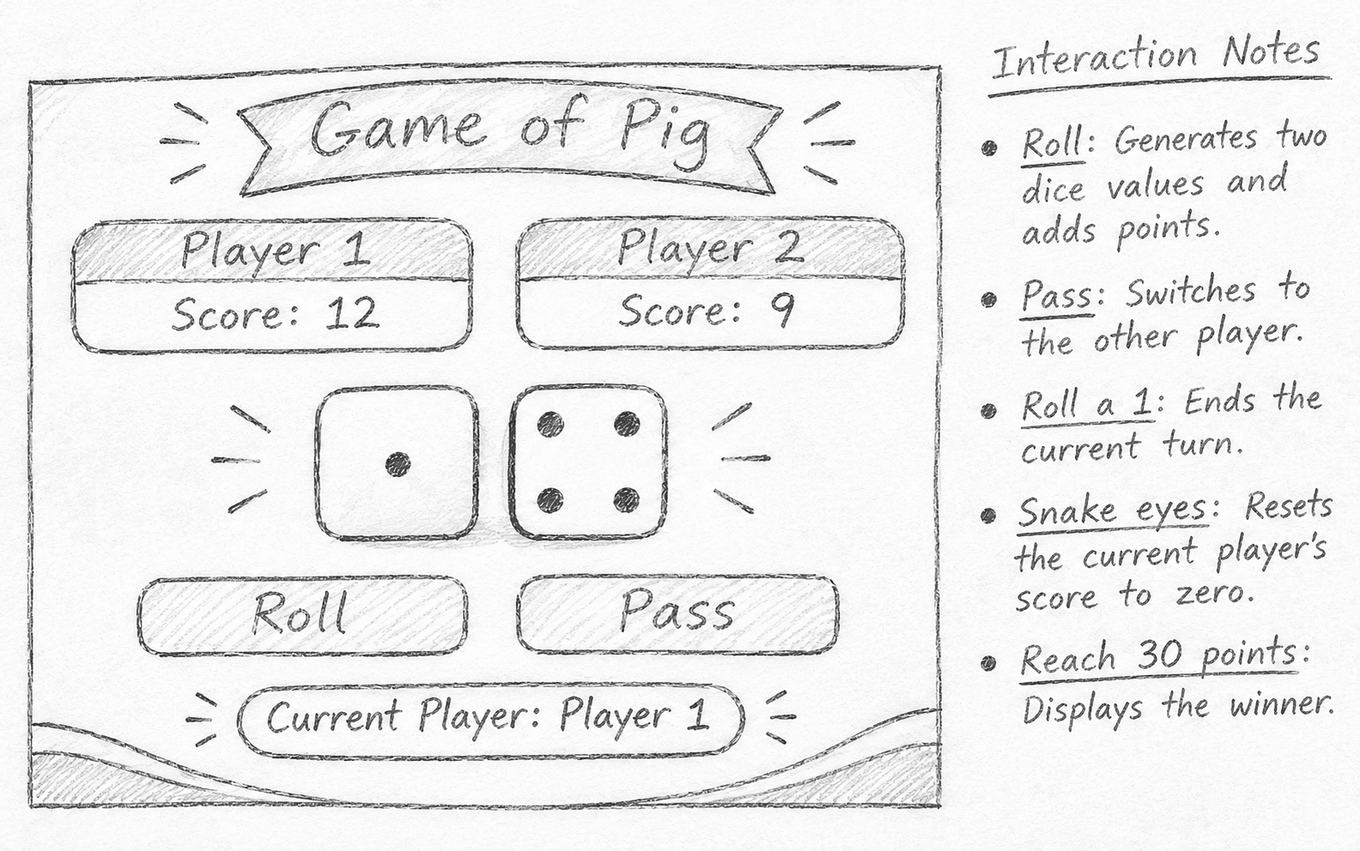 Game of Pig
Player 1
Score: 12
Player 2
Score: 9
Roll
Pass
Current Player: Player 1
Interaction Notes
• Roll: Generates two
dice values and
adds points.
• Pass: Switches to
the other player.
• Roll a 1: Ends the
current turn.
• Snake eyes: Resets
the current player's
score to zero.
• Reach 30 points:
Displays the winner.